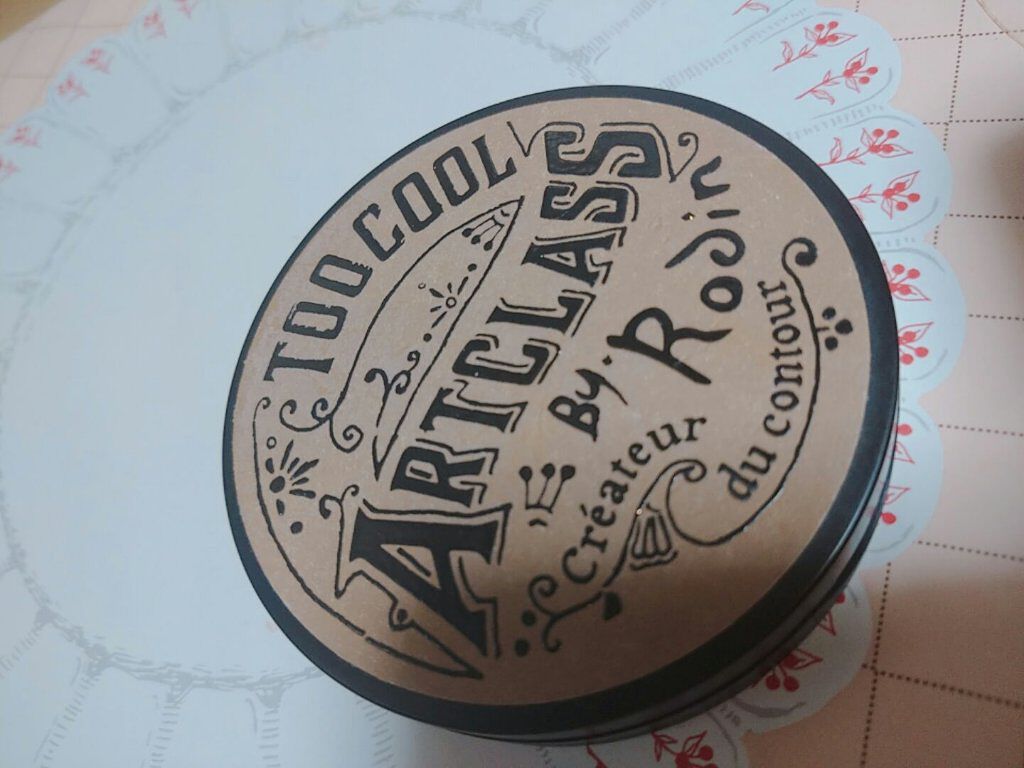 TOO COOL
ARTCLASS
By. Rodin
Créateur
du contour